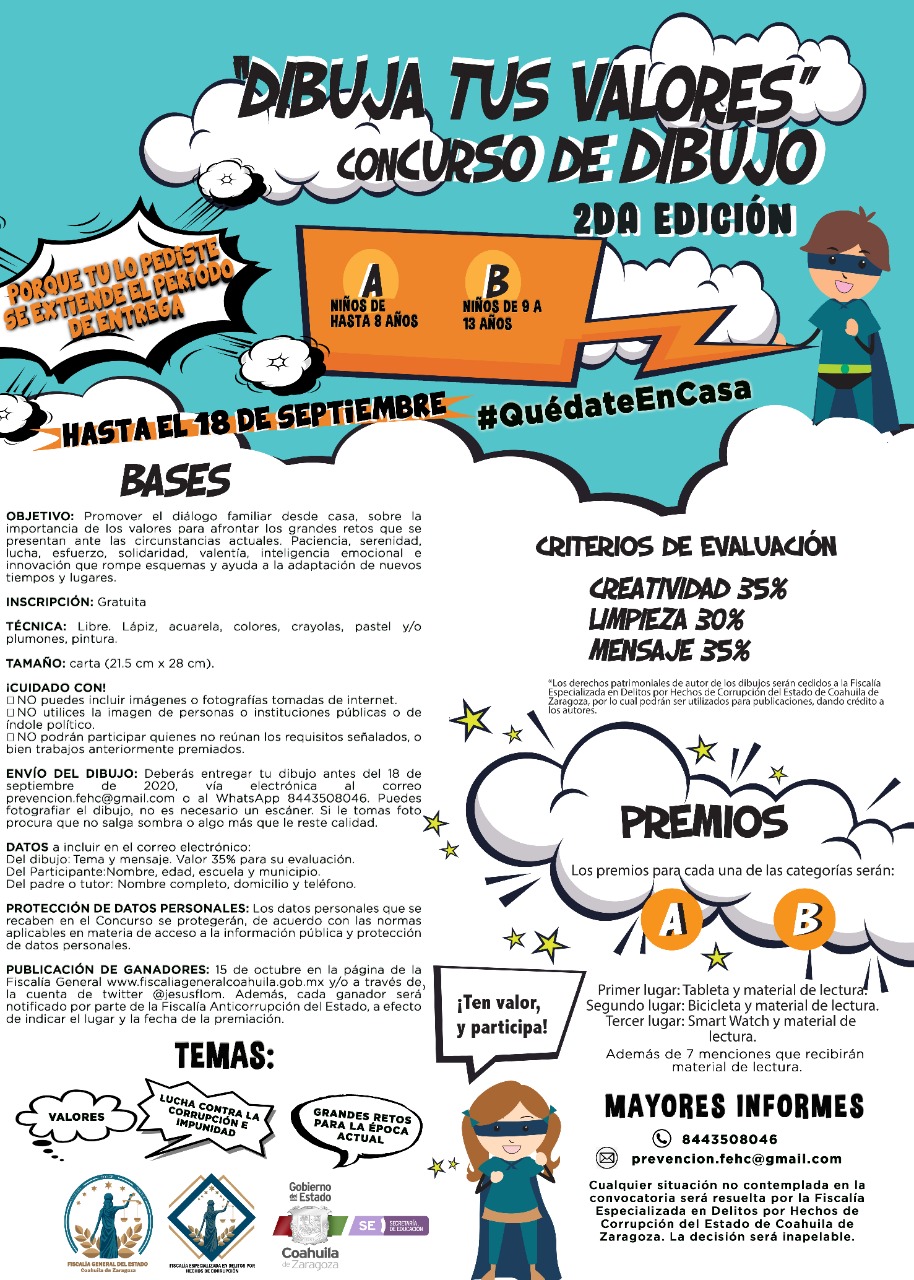 "DIBUJA TUS VALORES"
CONCURSO DE DIBUJO
2DA EDICIÓN
PORQUE TU LO PEDISTE
SE EXTIENDE EL PERIODO
DE ENTREGA
A
NIÑOS DE
HASTA 8 AÑOS
B
NIÑOS DE 9 A
13 AÑOS
HASTA EL 18 DE SEPTIEMBRE
#QuédateEnCasa
BASES
OBJETIVO: Promover el diálogo familiar desde casa, sobre la
importancia de los valores para afrontar los grandes retos que se
presentan ante las circunstancias actuales. Paciencia, serenidad,
lucha, esfuerzo, solidaridad, valentía, inteligencia emocional e
innovación que rompe esquemas y ayuda a la adaptación de nuevos
tiempos y lugares.
INSCRIPCIÓN: Gratuita
TÉCNICA: Libre. Lápiz, acuarela, colores, crayolas, pastel y/o
plumones, pintura.
TAMAÑO: carta (21.5 cm x 28 cm).
¡CUIDADO CON!
□ NO puedes incluir imágenes o fotografías tomadas de internet.
□ NO utilices la imagen de personas o instituciones públicas o de
índole político.
□ NO podrán participar quienes no reúnan los requisitos señalados, o
bien trabajos anteriormente premiados.
ENVÍO DEL DIBUJO: Deberás entregar tu dibujo antes del 18 de
septiembre de 2020, vía electrónica al correo
prevencion.fehc@gmail.com o al WhatsApp 8443508046. Puedes
fotografiar el dibujo, no es necesario un escáner. Si le tomas foto
procura que no salga sombra o algo más que le reste calidad.
DATOS a incluir en el correo electrónico:
Del dibujo: Tema y mensaje. Valor 35% para su evaluación.
Del Participante:Nombre, edad, escuela y municipio.
Del padre o tutor: Nombre completo, domicilio y teléfono.
PROTECCIÓN DE DATOS PERSONALES: Los datos personales que se
recaben en el Concurso se protegerán, de acuerdo con las normas
aplicables en materia de acceso a la información pública y protección
de datos personales.
PUBLICACIÓN DE GANADORES: 15 de octubre en la página de la
Fiscalía General www.fiscaliageneralcoahuila.gob.mx y/o a través de
la cuenta de twitter @jesusflom. Además, cada ganador será
notificado por parte de la Fiscalía Anticorrupción del Estado, a efecto
de indicar el lugar y la fecha de la premiación.
TEMAS:
VALORES
LUCHA CONTRA LA
CORRUPCIÓN E
IMPUNIDAD
GRANDES RETOS
PARA LA ÉPOCA
ACTUAL
FISCALÍA GENERAL DEL ESTADO
Coahuila de Zaragoza
FISCALÍA ESPECIALIZADA EN DELITOS POR
HECHOS DE CORRUPCIÓN
Gobierno
del Estado
SE
SECRETARÍA
DE EDUCACIÓN
Coahuila
de Zaragoza
CRITERIOS DE EVALUACIÓN
CREATIVIDAD 35%
LIMPIEZA 30%
MENSAJE 35%
*Los derechos patrimoniales de autor de los dibujos serán cedidos a la Fiscalía
Especializada en Delitos por Hechos de Corrupción del Estado de Coahuila de
Zaragoza, por lo cual podrán ser utilizados para publicaciones, dando crédito a
los autores.
PREMIOS
Los premios para cada una de las categorías serán:
A
B
Primer lugar: Tableta y material de lectura.
Segundo lugar: Bicicleta y material de lectura.
Tercer lugar: Smart Watch y material de
lectura.
Además de 7 menciones que recibirán
material de lectura.
¡Ten valor,
y participa!
MAYORES INFORMES
8443508046
prevencion.fehc@gmail.com
Cualquier situación no contemplada en la
convocatoria será resuelta por la Fiscalía
Especializada en Delitos por Hechos de
Corrupción del Estado de Coahuila de
Zaragoza. La decisión será inapelable.